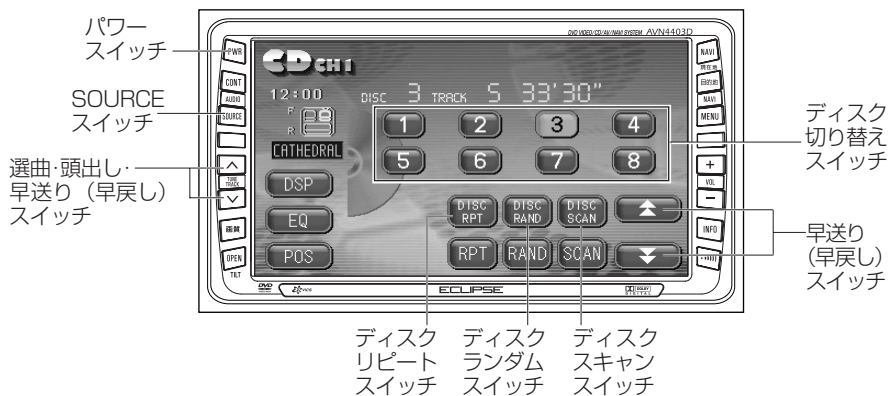 パワー
スイッチ
SOURCE
スイッチ
選曲･頭出し･
早送り（早戻し）
スイッチ
DVD VIDEO/CD/AV/NAVI SYSTEM AVN4403D
PWR
CONT
AUDIO
SOURCE
TUNE
TRACK
画質
OPEN
TILT
CD CH1
12:00
DISC 3 TRACK 5 33'30"
F
R
CATHEDRAL
1 2 3 4
5 6 7 8
DSP
EQ
POS
DISC RPT
DISC RAND
DISC SCAN
RPT RAND SCAN
NAVI
現在地
目的地
NAVI
MENU
+
VOL
−
INFO
DVD
VICS
ECLIPSE
DOLBY
DIGITAL
ディスク
切り替え
スイッチ
早送り
（早戻し）
スイッチ
ディスク
リピート
スイッチ
ディスク
ランダム
スイッチ
ディスク
スキャン
スイッチ